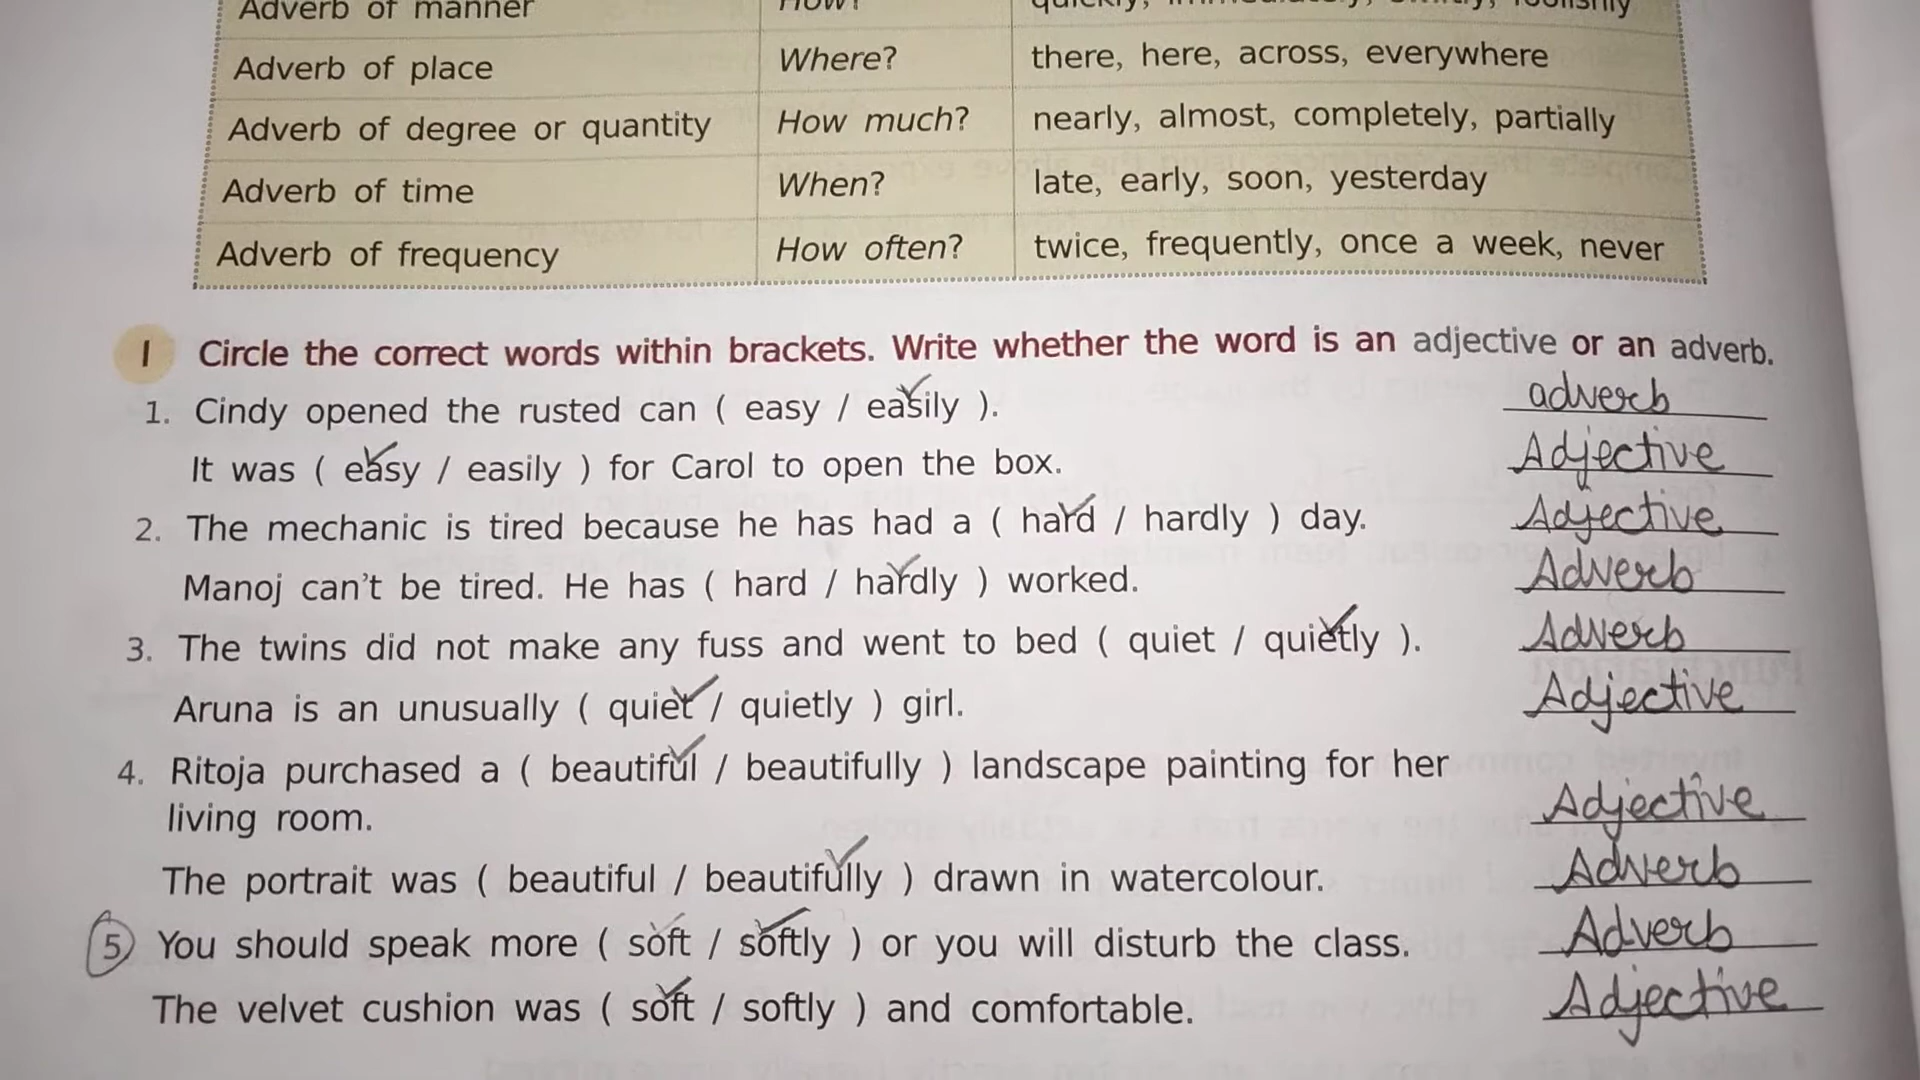 Adverb of manner How? quickly, immediately, swiftly, foolishly
Adverb of place Where? there, here, across, everywhere
Adverb of degree or quantity How much? nearly, almost, completely, partially
Adverb of time When? late, early, soon, yesterday
Adverb of frequency How often? twice, frequently, once a week, never
I Circle the correct words within brackets. Write whether the word is an adjective or an adverb.
1. Cindy opened the rusted can ( easy / easily ). adverb
It was ( easy / easily ) for Carol to open the box. Adjective
2. The mechanic is tired because he has had a ( hard / hardly ) day. Adjective
Manoj can't be tired. He has ( hard / hardly ) worked. Adverb
3. The twins did not make any fuss and went to bed ( quiet / quietly ). Adverb
Aruna is an unusually ( quiet / quietly ) girl. Adjective
4. Ritoja purchased a ( beautiful / beautifully ) landscape painting for her
living room. Adjective
The portrait was ( beautiful / beautifully ) drawn in watercolour. Adverb
5 You should speak more ( soft / softly ) or you will disturb the class. Adverb
The velvet cushion was ( soft / softly ) and comfortable. Adjective